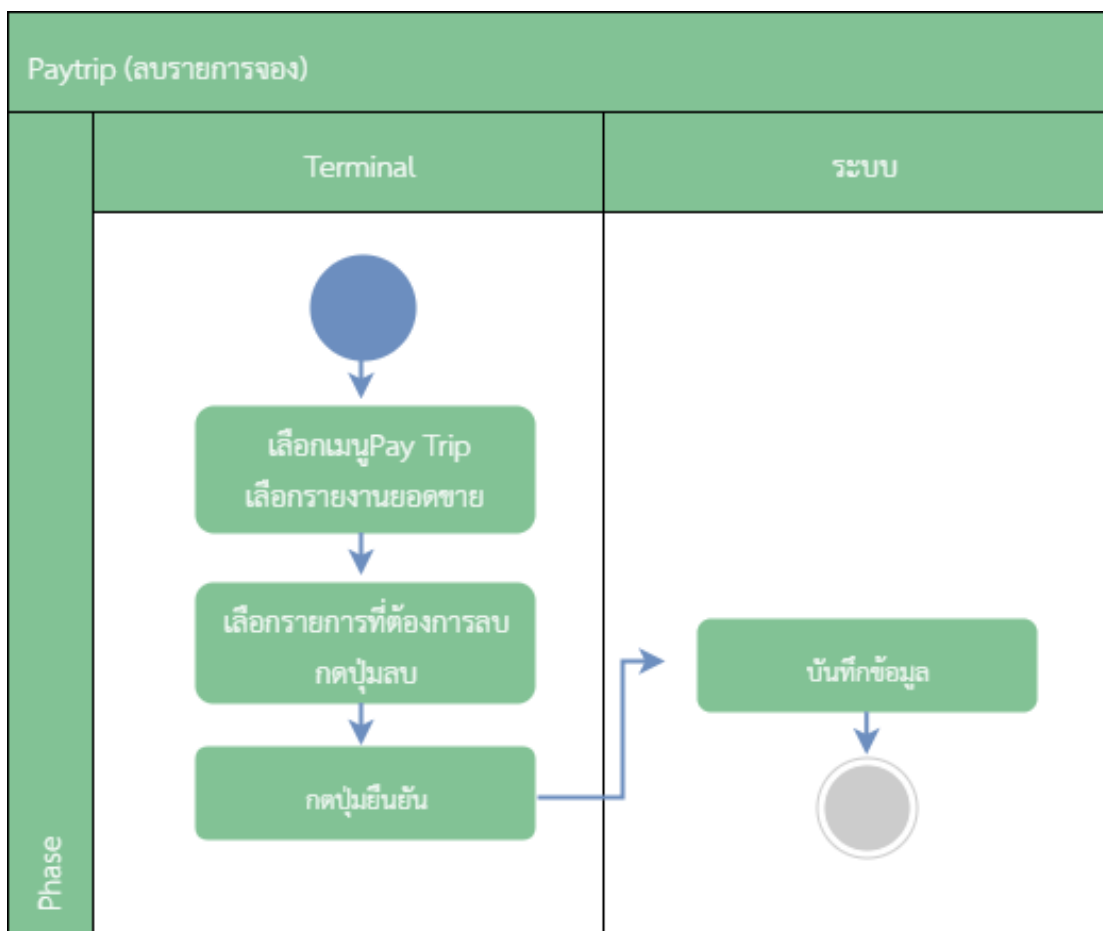 Paytrip (ลบรายการจอง)
Terminal
ระบบ
เลือกเมนูPay Trip
เลือกรายงานยอดขาย
เลือกรายการที่ต้องการลบ
กดปุ่มลบ
กดปุ่มยืนยัน
บันทึกข้อมูล
Phase